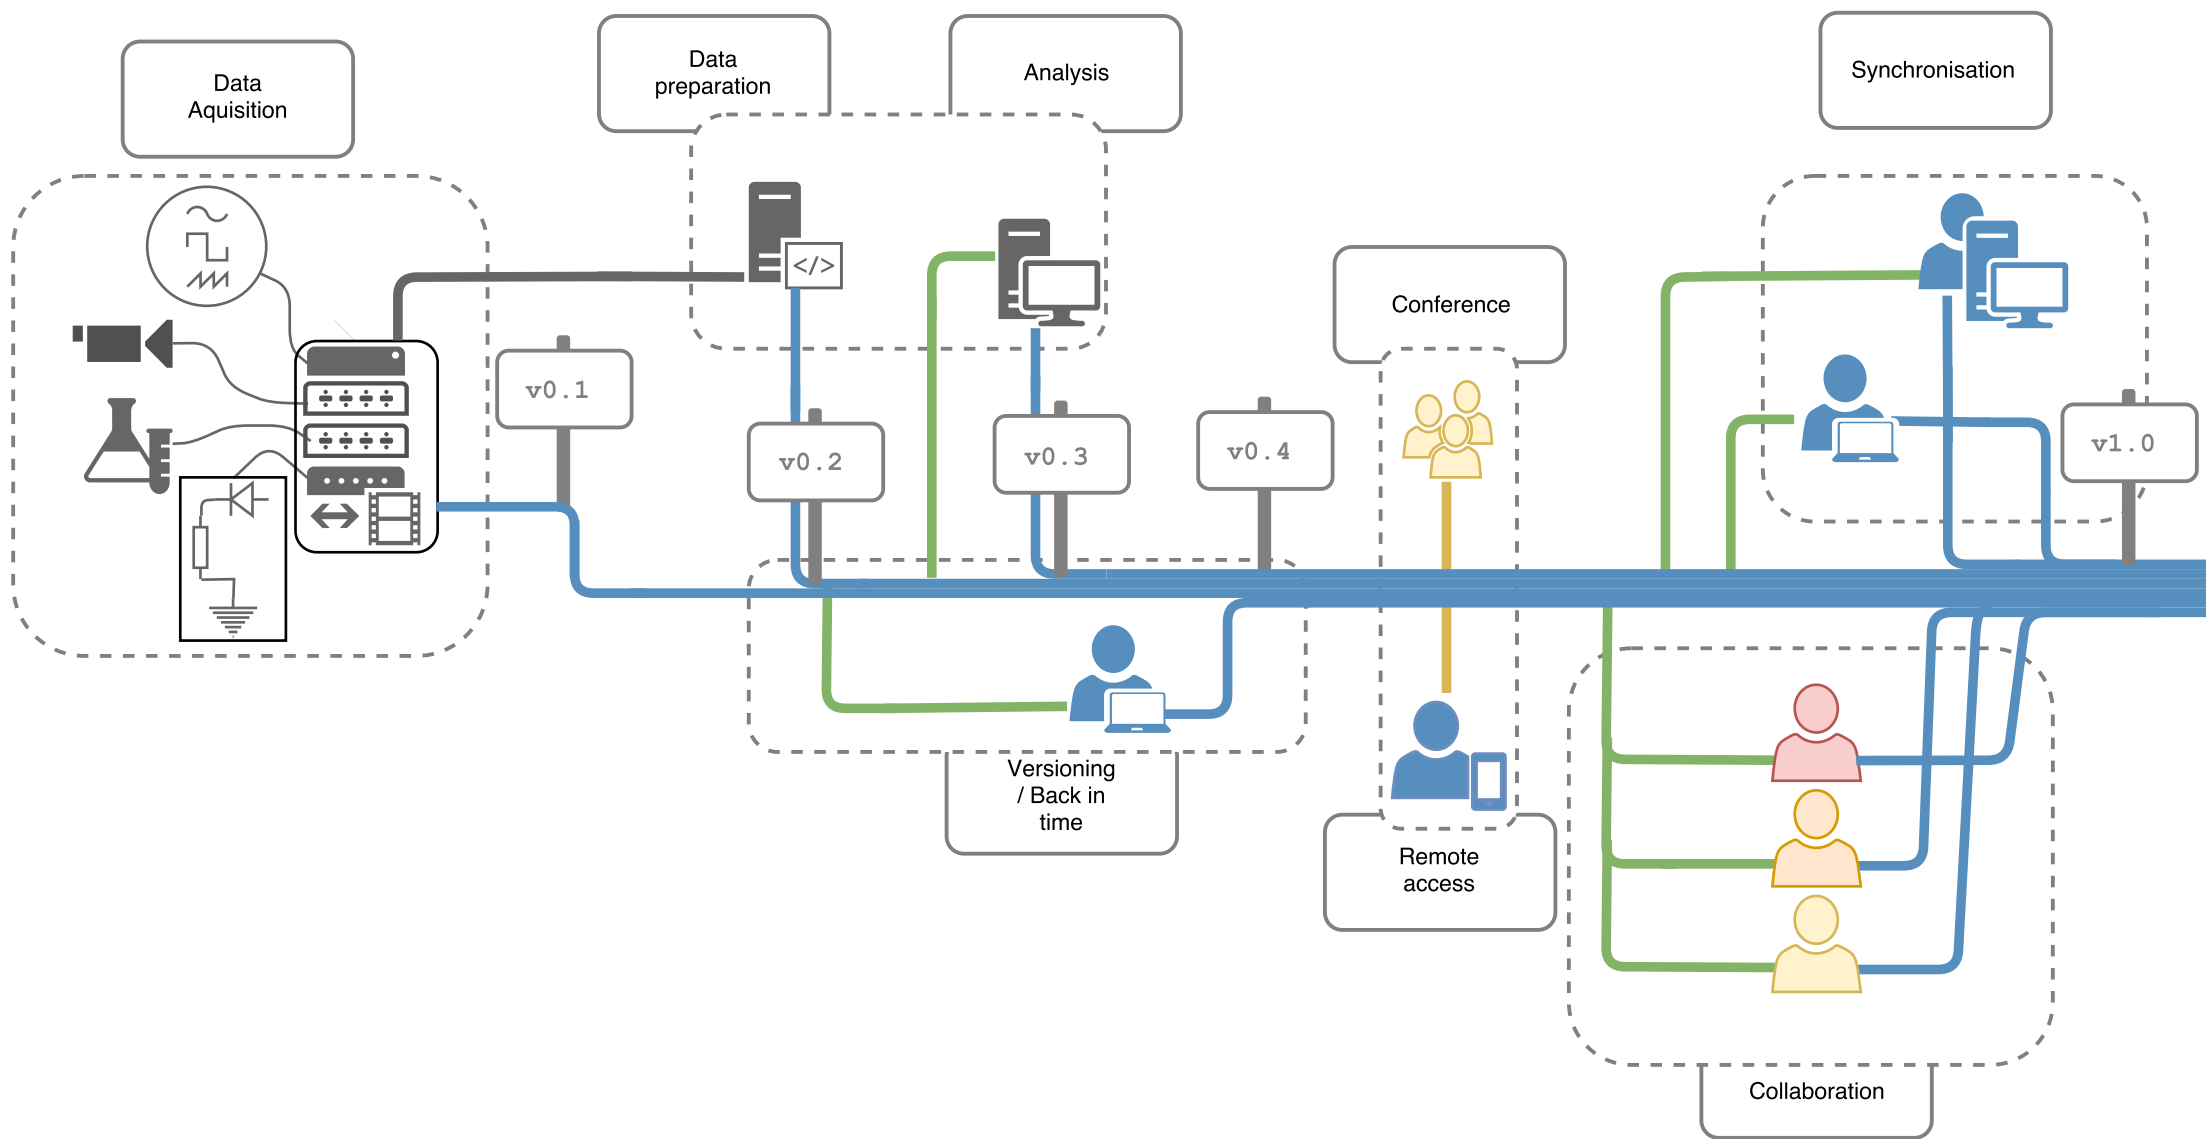 Data
Aquisition
Data
preparation
Analysis
Synchronisation
</>
Conference
v0.1
v0.2
v0.3
v0.4
v1.0
Versioning
/ Back in
time
Remote
access
Collaboration